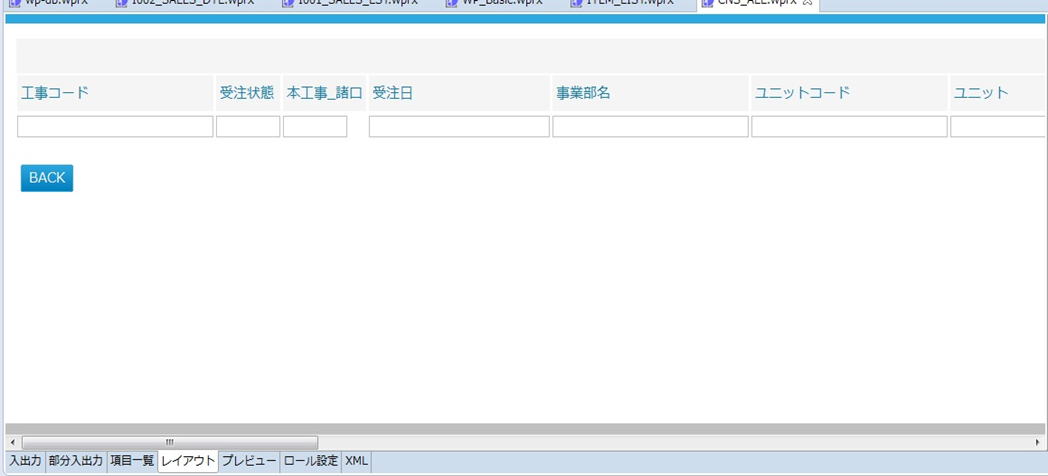 wp-db.wprx I002_SALES_DTL.wprx I001_SALES_LST.wprx WP_Basic.wprx ITEM_LIST.wprx CNS_ALL.wprx
工事コード 受注状態 本工事_諸口 受注日 事業部名 ユニットコード ユニット
BACK
入出力 部分入出力 項目一覧 レイアウト プレビュー ロール設定 XML